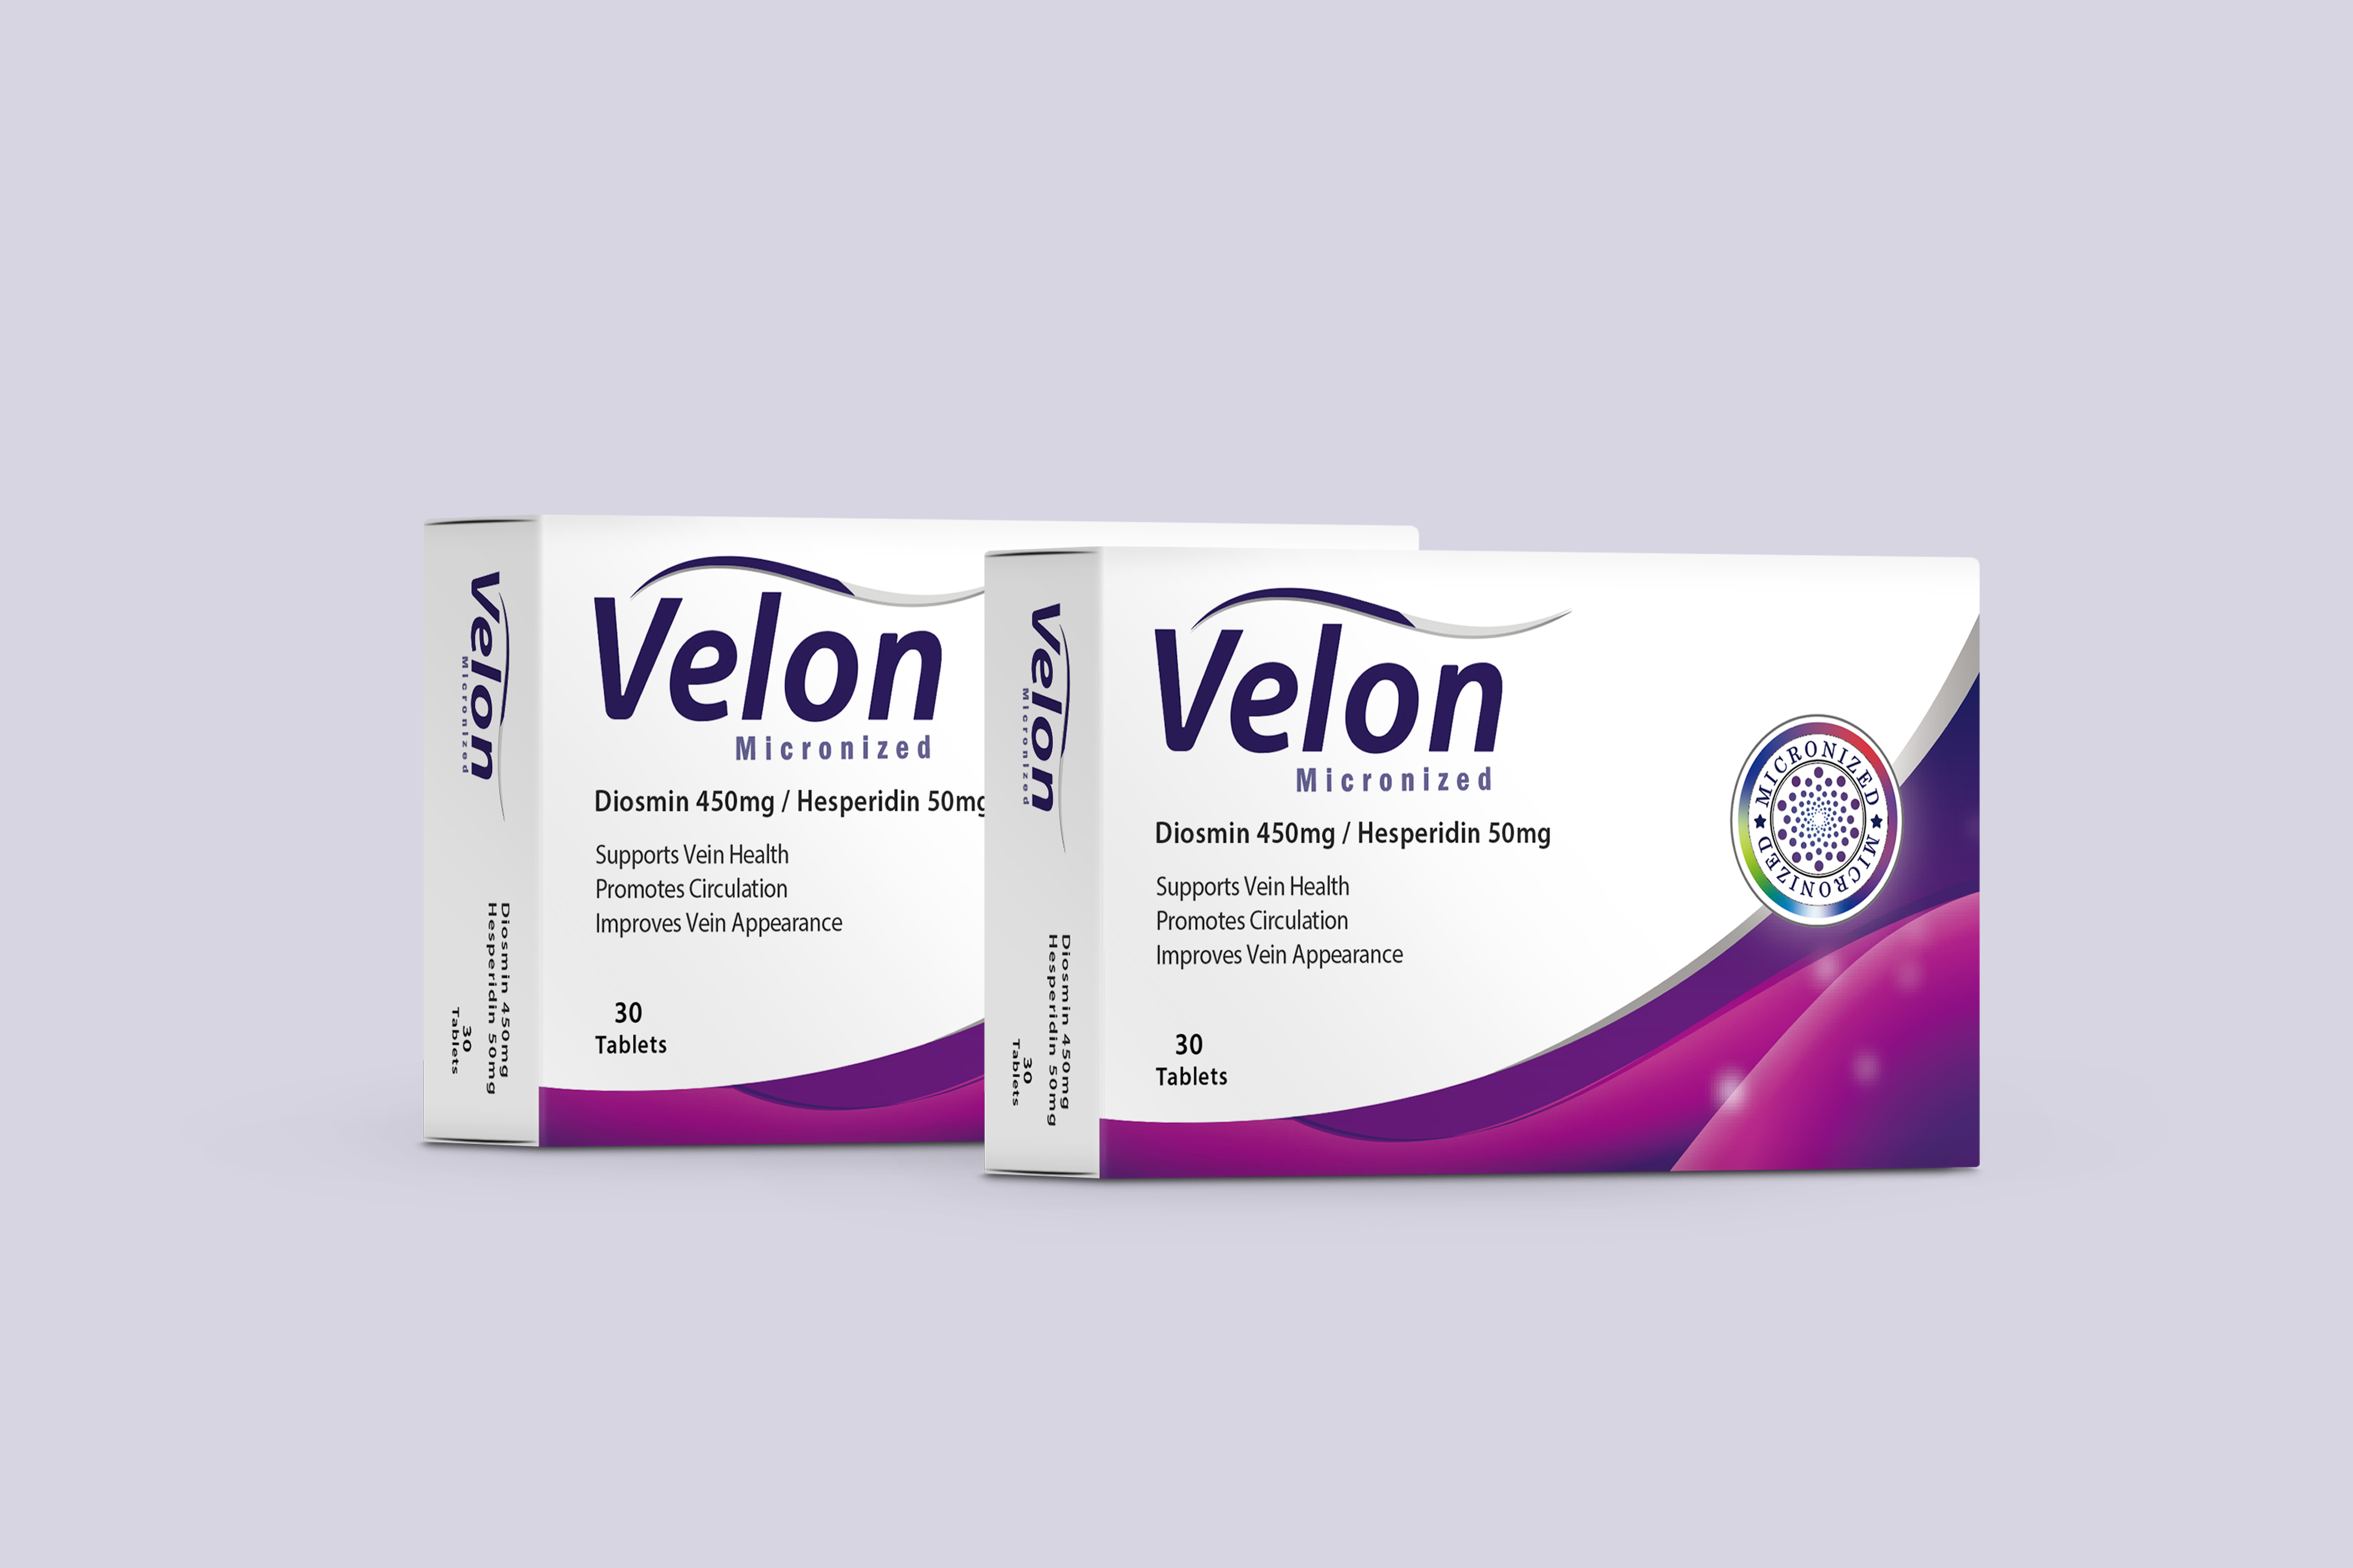 Velon
Micronized
Diosmin 450mg
Hesperidin 50mg
30
Tablets
Velon
Micronized
Diosmin 450mg / Hesperidin 50mg
Supports Vein Health
Promotes Circulation
Improves Vein Appearance
30
Tablets
Velon
Micronized
Diosmin 450mg
Hesperidin 50mg
30
Tablets
Velon
Micronized
Diosmin 450mg / Hesperidin 50mg
Supports Vein Health
Promotes Circulation
Improves Vein Appearance
30
Tablets
MICRONIZED ★ MICRONIZED ★